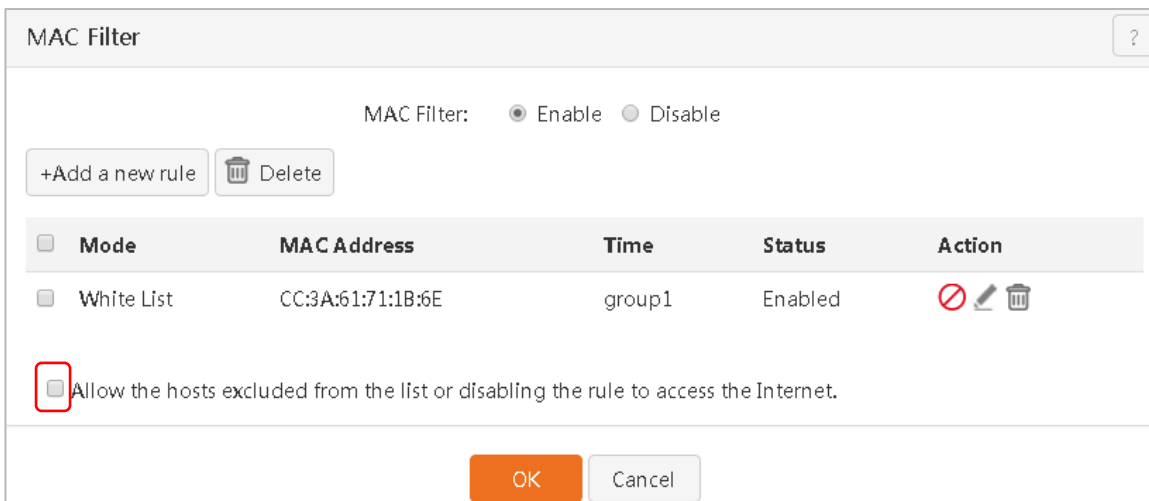 MAC Filter ?
MAC Filter: Enable Disable
+Add a new rule Delete
Mode MAC Address Time Status Action
White List CC:3A:61:71:1B:6E group1 Enabled
Allow the hosts excluded from the list or disabling the rule to access the Internet.
OK Cancel